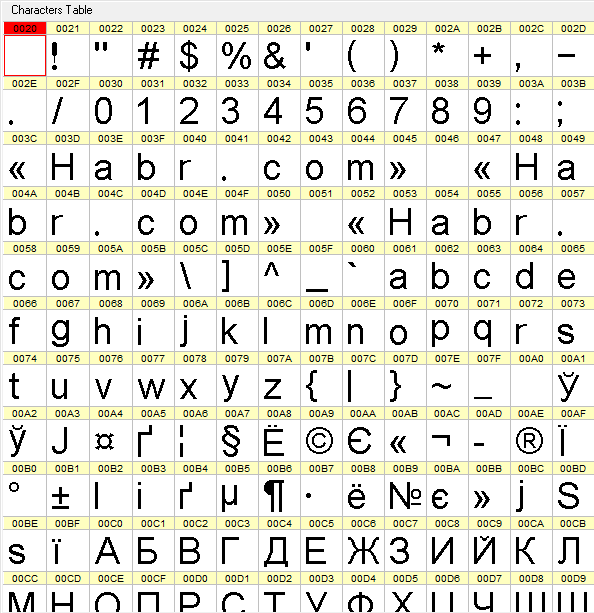 Characters Table
0020 0021 0022 0023 0024 0025 0026 0027 0028 0029 002A 002B 002C 002D
! " # $ % & ' ( ) * + , −
002E 002F 0030 0031 0032 0033 0034 0035 0036 0037 0038 0039 003A 003B
. / 0 1 2 3 4 5 6 7 8 9 : ;
003C 003D 003E 003F 0040 0041 0042 0043 0044 0045 0046 0047 0048 0049
« H a b r . c o m » « H a
004A 004B 004C 004D 004E 004F 0050 0051 0052 0053 0054 0055 0056 0057
b r . c o m » « H a b r .
0058 0059 005A 005B 005C 005D 005E 005F 0060 0061 0062 0063 0064 0065
c o m » \ ] ^ _ ` a b c d e
0066 0067 0068 0069 006A 006B 006C 006D 006E 006F 0070 0071 0072 0073
f g h i j k l m n o p q r s
0074 0075 0076 0077 0078 0079 007A 007B 007C 007D 007E 007F 00A0 00A1
t u v w x y z { | } ~ _ Ў
00A2 00A3 00A4 00A5 00A6 00A7 00A8 00A9 00AA 00AB 00AC 00AD 00AE 00AF
ў J ¤ ґ ¦ § Ё © Є « ¬ - ® Ї
00B0 00B1 00B2 00B3 00B4 00B5 00B6 00B7 00B8 00B9 00BA 00BB 00BC 00BD
° ± І і ґ µ ¶ · ё № є » j S
00BE 00BF 00C0 00C1 00C2 00C3 00C4 00C5 00C6 00C7 00C8 00C9 00CA 00CB
s ї А Б В Г Д Е Ж З И Й К Л
00CC 00CD 00CE 00CF 00D0 00D1 00D2 00D3 00D4 00D5 00D6 00D7 00D8 00D9
М Н О П Р С Т У Ф Х Ц Ч Ш Щ